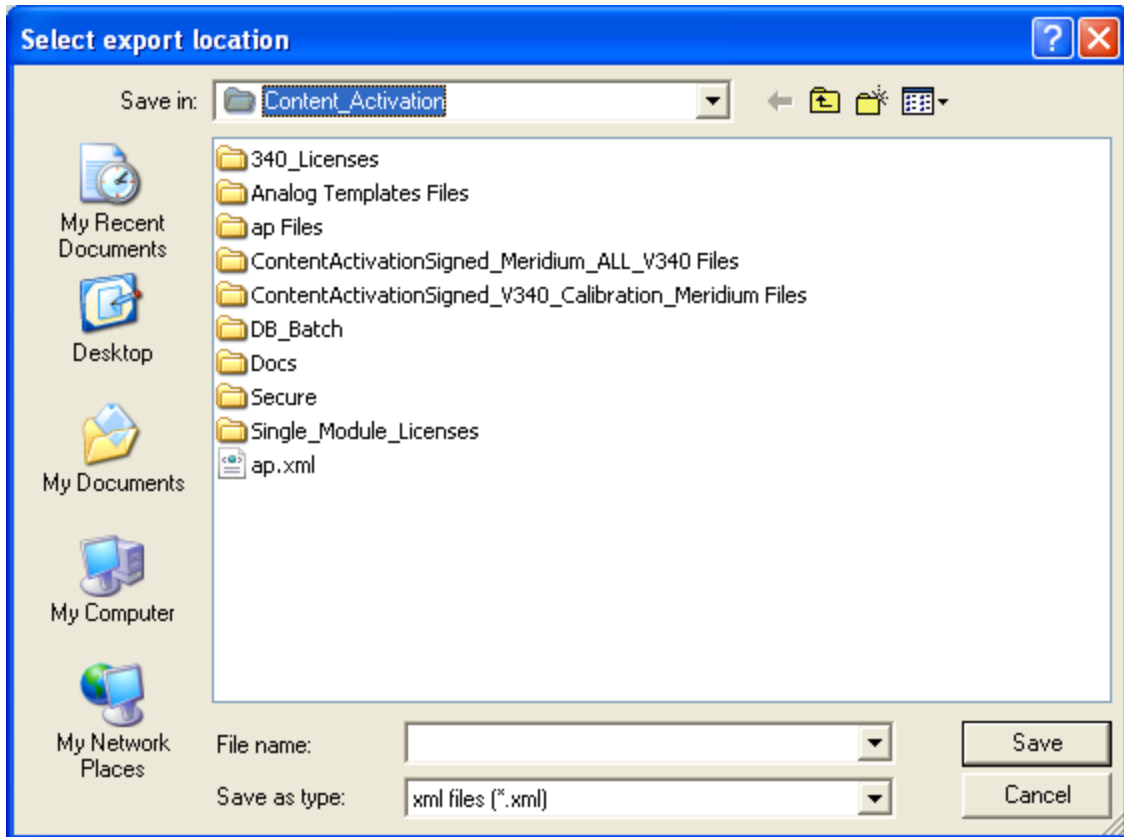 Select export location
Save in: Content_Activation
340_Licenses
Analog Templates Files
ap Files
ContentActivationSigned_Meridium_ALL_V340 Files
ContentActivationSigned_V340_Calibration_Meridium Files
DB_Batch
Docs
Secure
Single_Module_Licenses
ap.xml
My Recent
Documents
Desktop
My Documents
My Computer
My Network
Places
File name:
Save
Save as type: xml files (*.xml)
Cancel